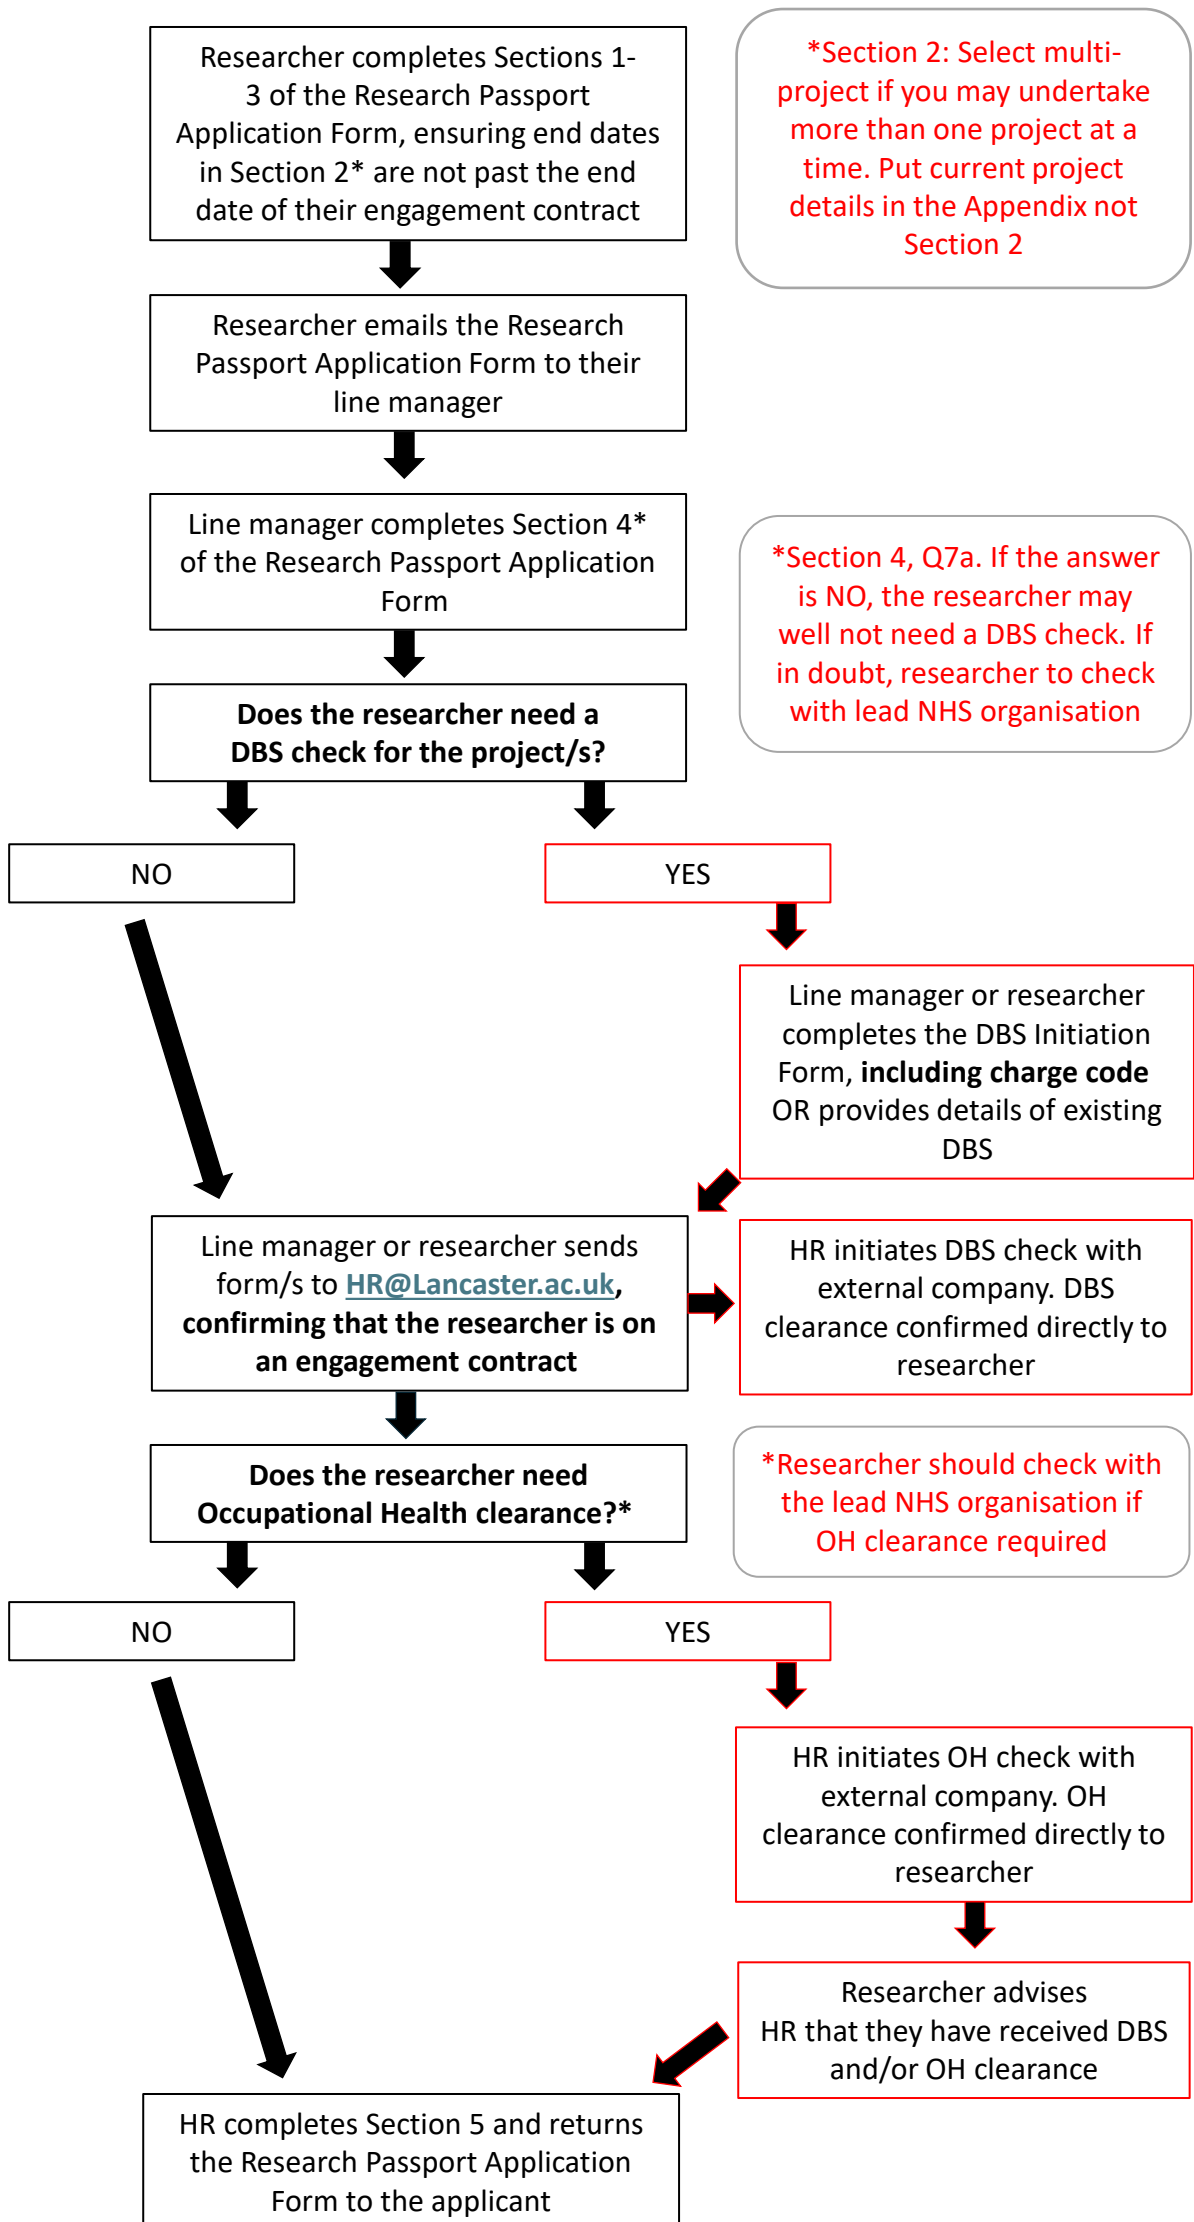 Researcher completes Sections 1-
3 of the Research Passport
Application Form, ensuring end dates
in Section 2* are not past the end
date of their engagement contract
*Section 2: Select multi-
project if you may undertake
more than one project at a
time. Put current project
details in the Appendix not
Section 2
Researcher emails the Research
Passport Application Form to their
line manager
Line manager completes Section 4*
of the Research Passport Application
Form
*Section 4, Q7a. If the answer
is NO, the researcher may
well not need a DBS check. If
in doubt, researcher to check
with lead NHS organisation
Does the researcher need a
DBS check for the project/s?
NO
YES
Line manager or researcher
completes the DBS Initiation
Form, including charge code
OR provides details of existing
DBS
Line manager or researcher sends
form/s to HR@Lancaster.ac.uk,
confirming that the researcher is on
an engagement contract
HR initiates DBS check with
external company. DBS
clearance confirmed directly to
researcher
Does the researcher need
Occupational Health clearance?*
*Researcher should check with
the lead NHS organisation if
OH clearance required
NO
YES
HR initiates OH check with
external company. OH
clearance confirmed directly to
researcher
Researcher advises
HR that they have received DBS
and/or OH clearance
HR completes Section 5 and returns
the Research Passport Application
Form to the applicant